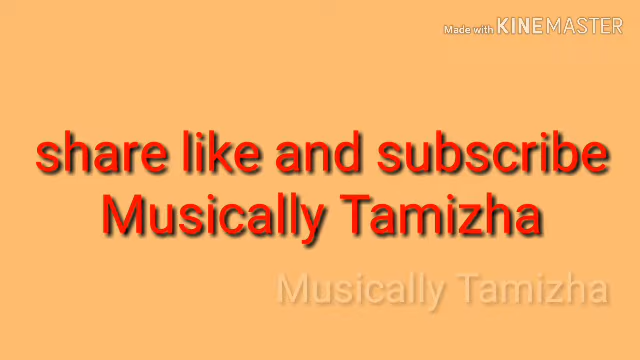 Made with KINEMASTER
share like and subscribe
Musically Tamizha
Musically Tamizha